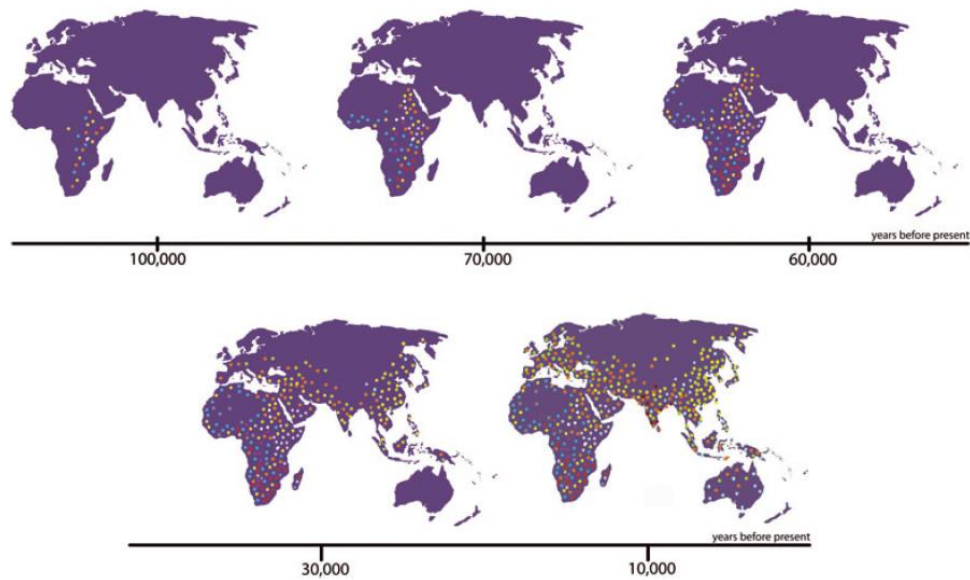 years before present
100,000
70,000
60,000
years before present
30,000
10,000